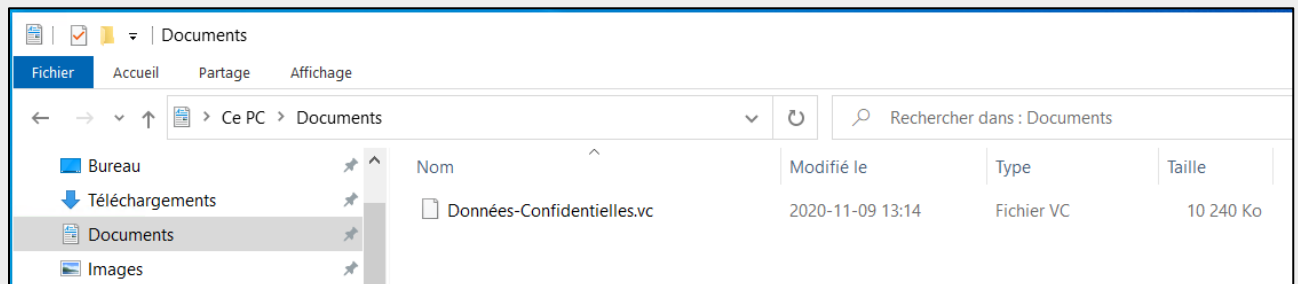 Documents
Fichier Accueil Partage Affichage
Ce PC > Documents Rechercher dans : Documents
Bureau
Téléchargements
Documents
Images
Nom Modifié le Type Taille
Données-Confidentielles.vc 2020-11-09 13:14 Fichier VC 10 240 Ko